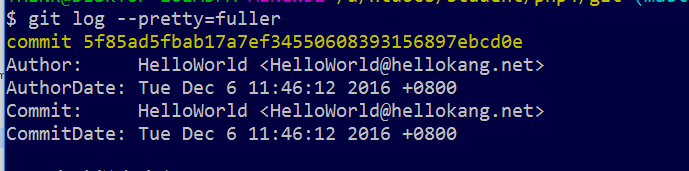 $ git log --pretty=fuller
commit 5f85ad5fbab17a7ef34550608393156897ebcd0e
Author:     HelloWorld <HelloWorld@hellokang.net>
AuthorDate: Tue Dec 6 11:46:12 2016 +0800
Commit:     HelloWorld <HelloWorld@hellokang.net>
CommitDate: Tue Dec 6 11:46:12 2016 +0800